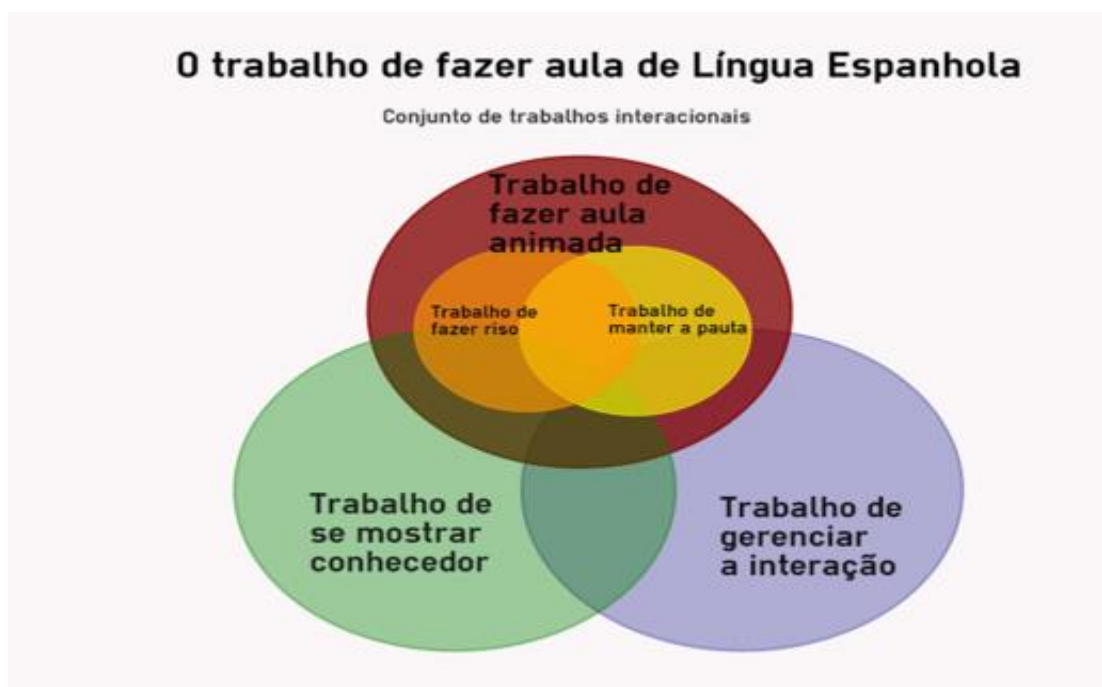 O trabalho de fazer aula de Língua Espanhola
Conjunto de trabalhos interacionais
Trabalho de
fazer aula
animada
Trabalho de
fazer riso
Trabalho de
manter a pauta
Trabalho de
se mostrar
conhecedor
Trabalho de
gerenciar
a interação